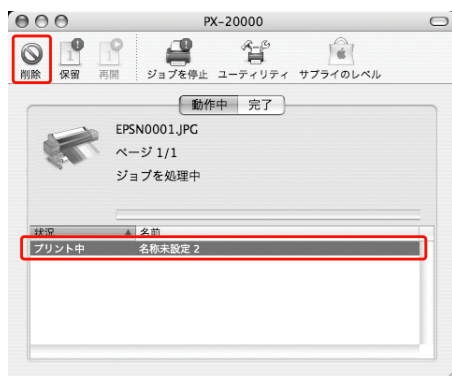 PX-20000
削除 保留 再開 ジョブを停止 ユーティリティ サプライのレベル
動作中 完了
EPSN0001.JPG
ページ 1/1
ジョブを処理中
状況 名前
プリント中 名称未設定 2